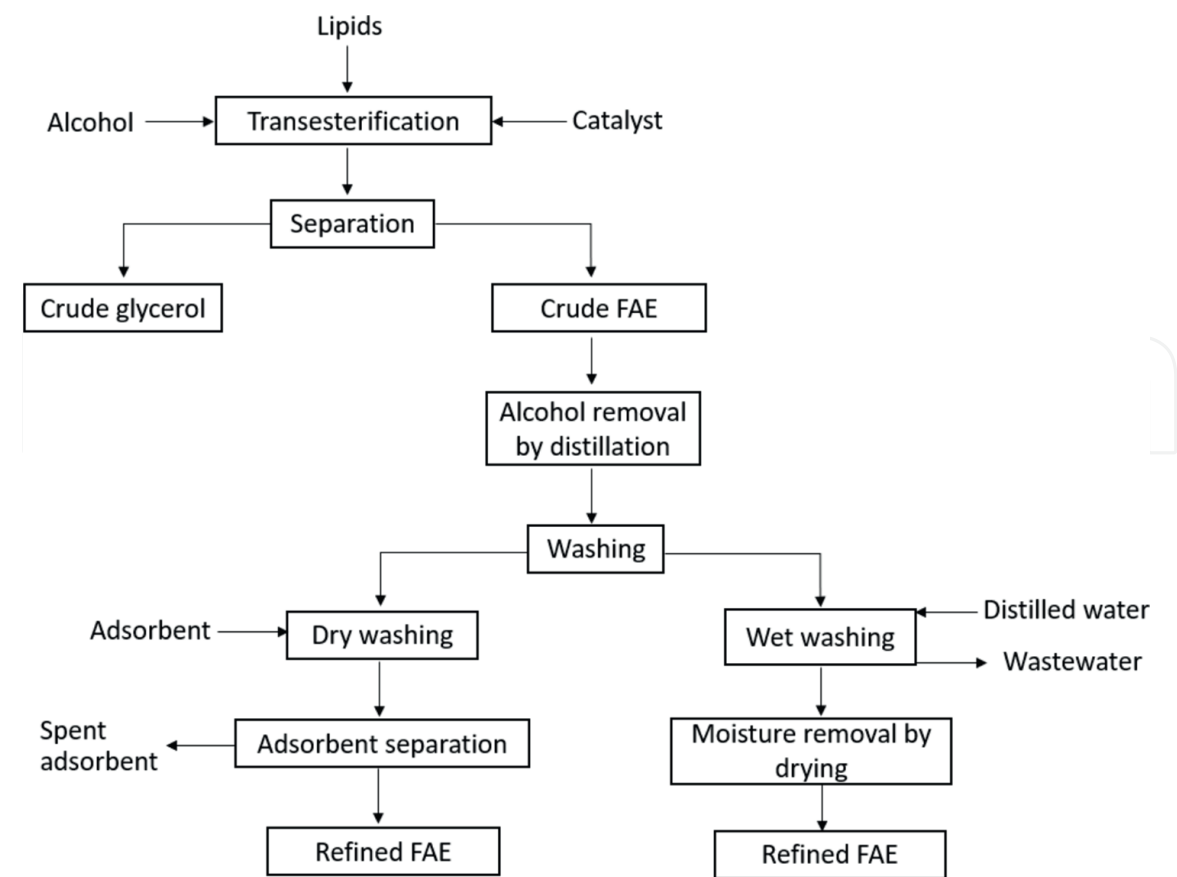 Lipids
Alcohol
Transesterification
Catalyst
Separation
Crude glycerol
Crude FAE
Alcohol removal
by distillation
Washing
Adsorbent
Dry washing
Wet washing
Distilled water
Wastewater
Spent
adsorbent
Adsorbent separation
Moisture removal by
drying
Refined FAE
Refined FAE